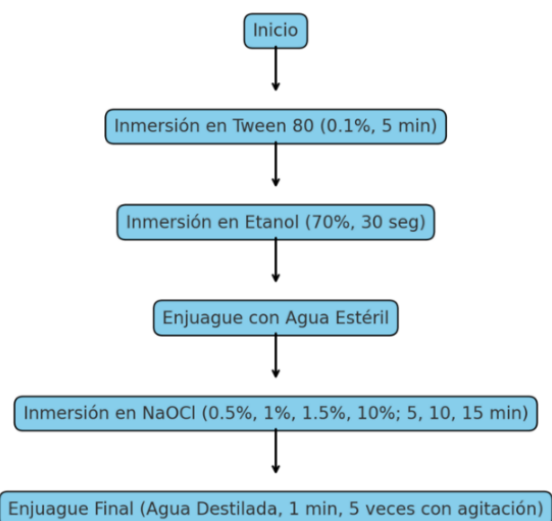 Inicio
Inmersión en Tween 80 (0.1%, 5 min)
Inmersión en Etanol (70%, 30 seg)
Enjuague con Agua Estéril
Inmersión en NaOCl (0.5%, 1%, 1.5%, 10%; 5, 10, 15 min)
Enjuague Final (Agua Destilada, 1 min, 5 veces con agitación)